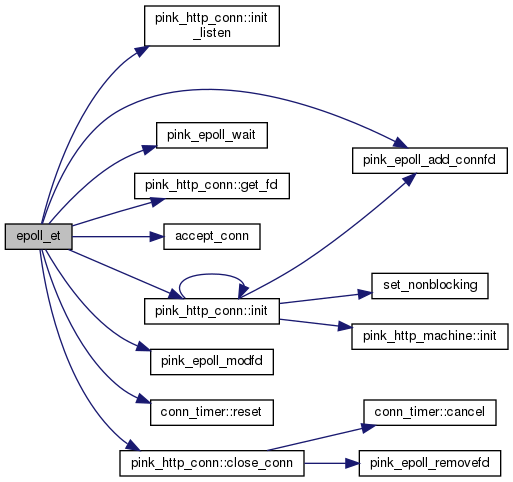 pink_http_conn::init
_listen
pink_epoll_wait
pink_epoll_add_connfd
pink_http_conn::get_fd
epoll_et
accept_conn
set_nonblocking
pink_http_conn::init
pink_http_machine::init
pink_epoll_modfd
conn_timer::reset
conn_timer::cancel
pink_http_conn::close_conn
pink_epoll_removefd